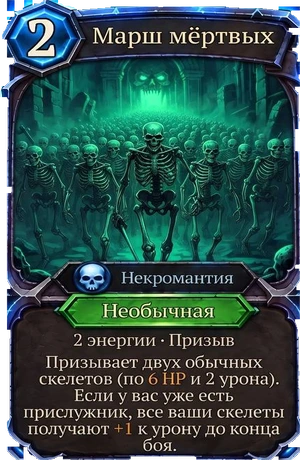 2
Марш мёртвых
Некромантия
Необычная
2 энергии · Призыв
Призывает двух обычных
скелетов (по 6 HP и 2 урона).
Если у вас уже есть
прислужник, все ваши скелеты
получают +1 к урону до конца
боя.